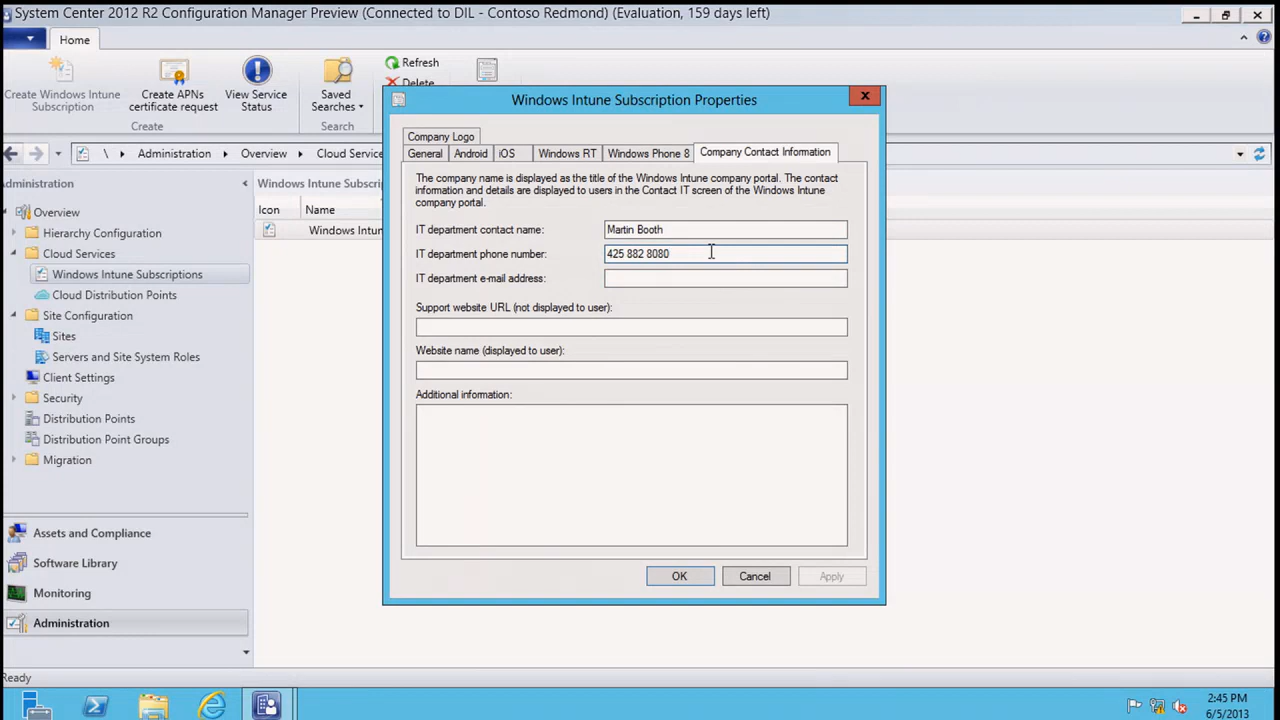 System Center 2012 R2 Configuration Manager Preview (Connected to DIL - Contoso Redmond) (Evaluation, 159 days left)
Home
Create Windows Intune
Subscription
Create APNs
certificate request
View Service
Status
Saved
Searches
Refresh
Delete
Create
Search
\ Administration Overview Cloud Service
dministration
Overview
Hierarchy Configuration
Cloud Services
Windows Intune Subscriptions
Cloud Distribution Points
Site Configuration
Sites
Servers and Site System Roles
Client Settings
Security
Distribution Points
Distribution Point Groups
Migration
Assets and Compliance
Software Library
Monitoring
Administration
Windows Intune Subscri
Icon Name
Windows Intun
Windows Intune Subscription Properties
Company Logo
General Android iOS Windows RT Windows Phone 8 Company Contact Information
The company name is displayed as the title of the Windows Intune company portal. The contact
information and details are displayed to users in the Contact IT screen of the Windows Intune
company portal.
IT department contact name: Martin Booth
IT department phone number: 425 882 8080
IT department e-mail address:
Support website URL (not displayed to user):
Website name (displayed to user):
Additional information:
OK Cancel Apply
Ready
2:45 PM
6/5/2013